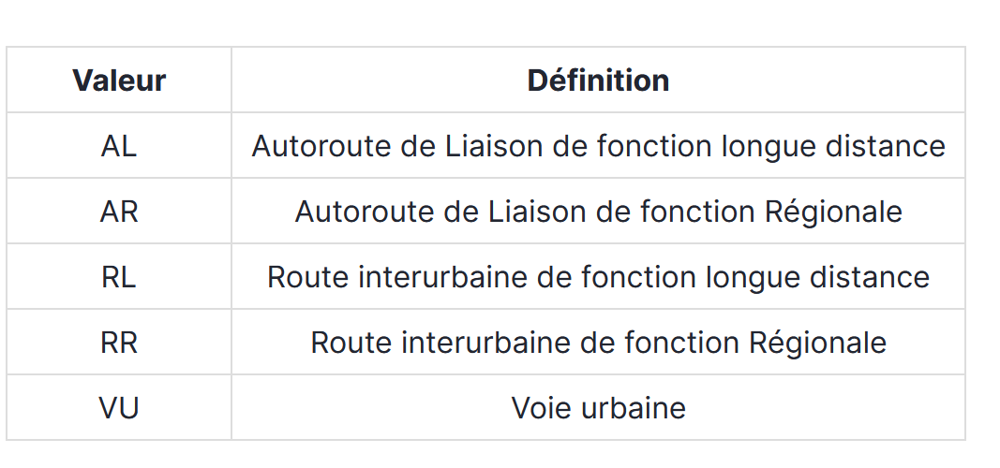 Valeur Définition
AL Autoroute de Liaison de fonction longue distance
AR Autoroute de Liaison de fonction Régionale
RL Route interurbaine de fonction longue distance
RR Route interurbaine de fonction Régionale
VU Voie urbaine